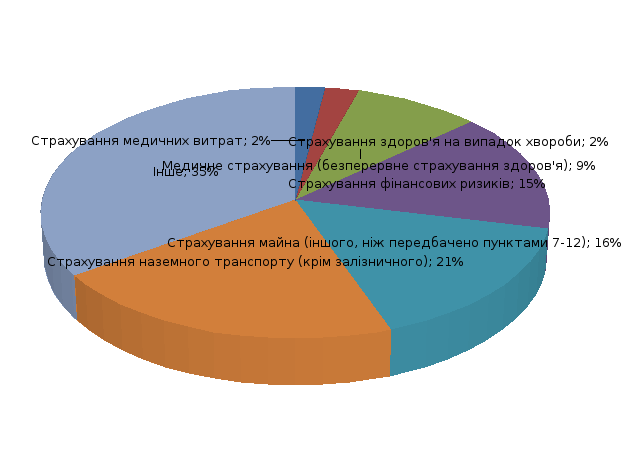 Страхування медичних витрат; 2%
Страхування здоров'я на випадок хвороби; 2%
Медичне страхування (безперервне страхування здоров'я); 9%
Інше; 35%
Страхування фінансових ризиків; 15%
Страхування майна (іншого, ніж передбачено пунктами 7-12); 16%
Страхування наземного транспорту (крім залізничного); 21%